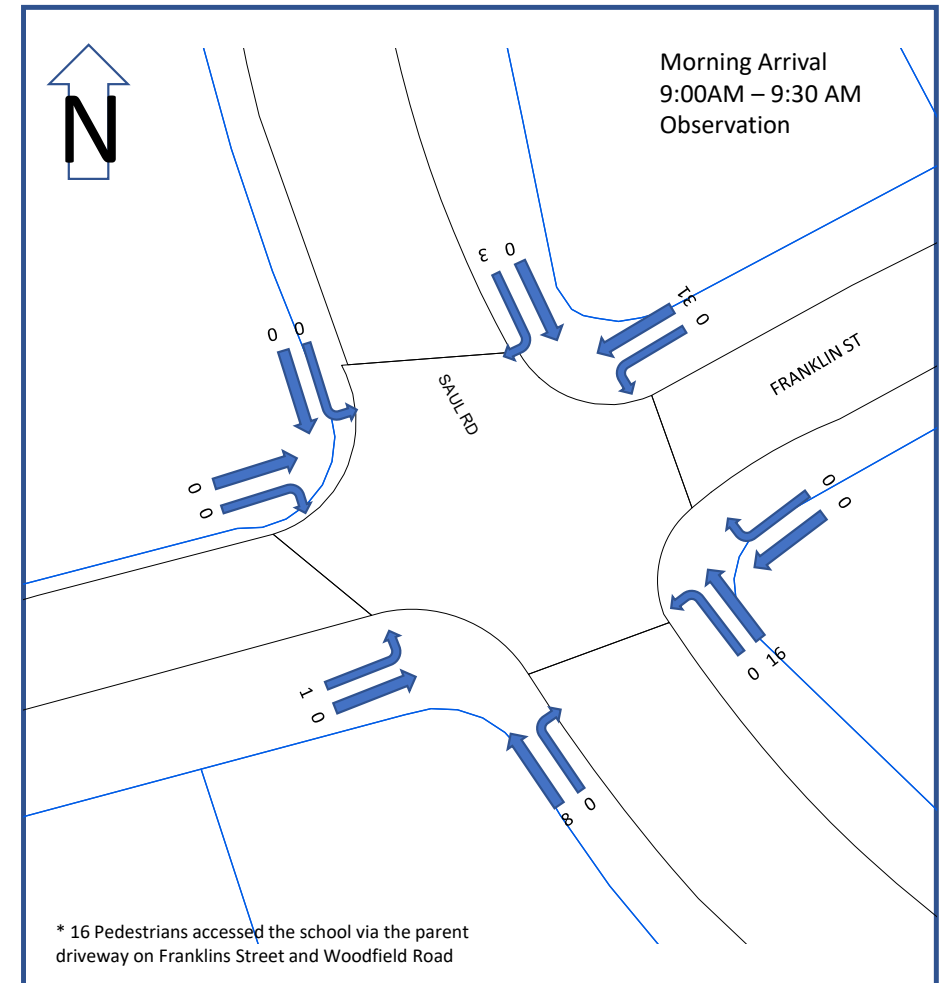 Morning Arrival
9:00AM – 9:30 AM
Observation
N
3 0
31 0
0 0
FRANKLIN ST
SAUL RD
0
0
0 0
0 16
1
0
0
8
* 16 Pedestrians accessed the school via the parent
driveway on Franklins Street and Woodfield Road